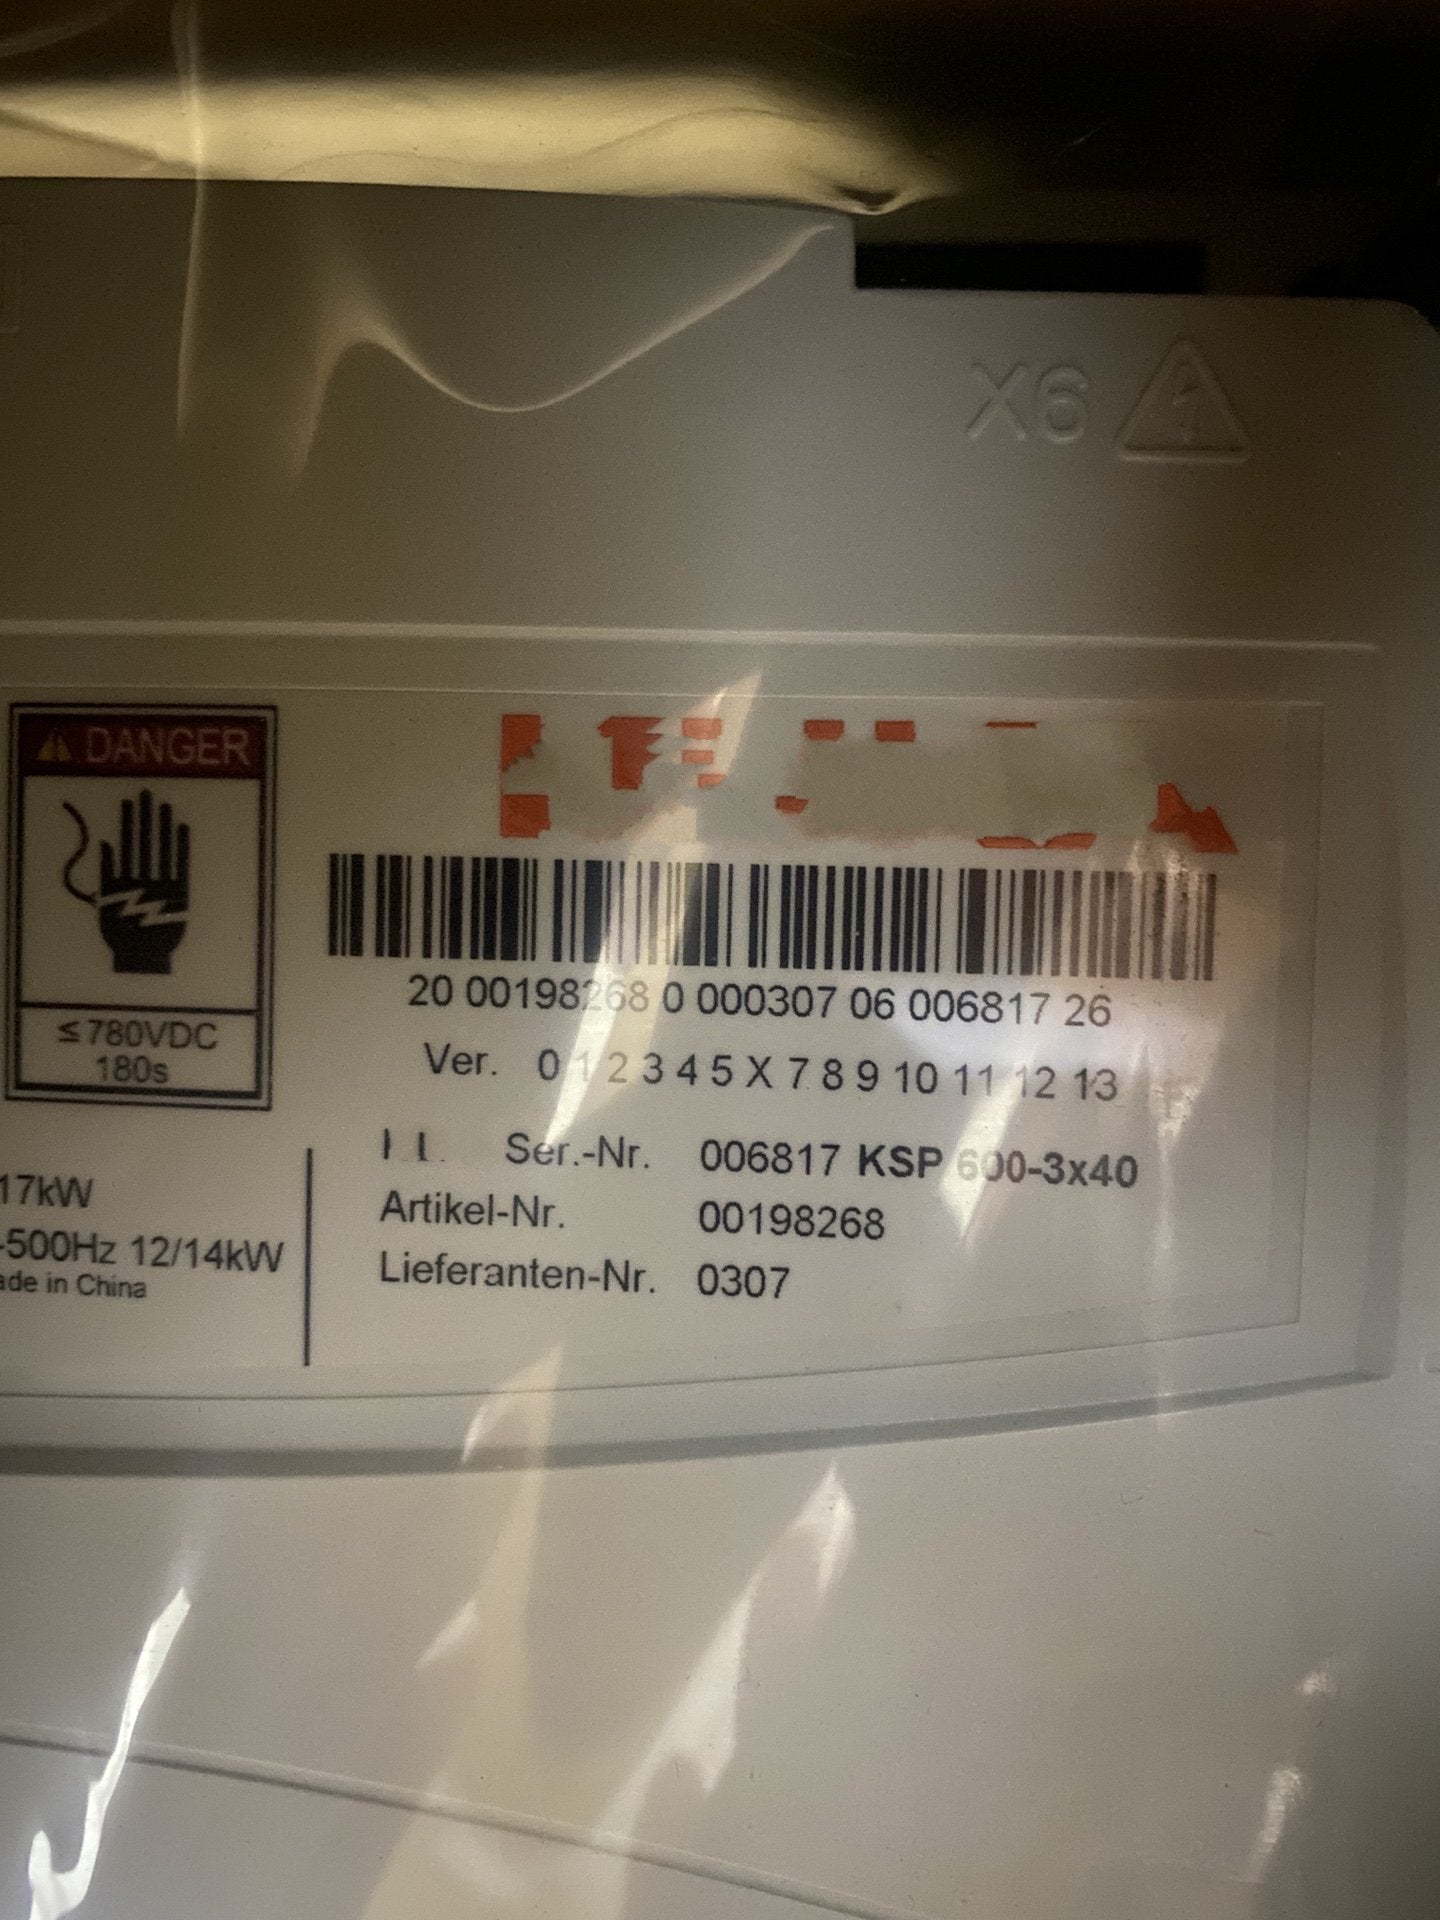 X6
DANGER
≤780VDC
180s
20 00198268 0 000307 06 006817 26
Ver. 0 1 2 3 4 5 X 7 8 9 10 11 12 13
Ser.-Nr. 006817 KSP 600-3x40
Artikel-Nr. 00198268
Lieferanten-Nr. 0307
17kW
-500Hz 12/14kW
in China